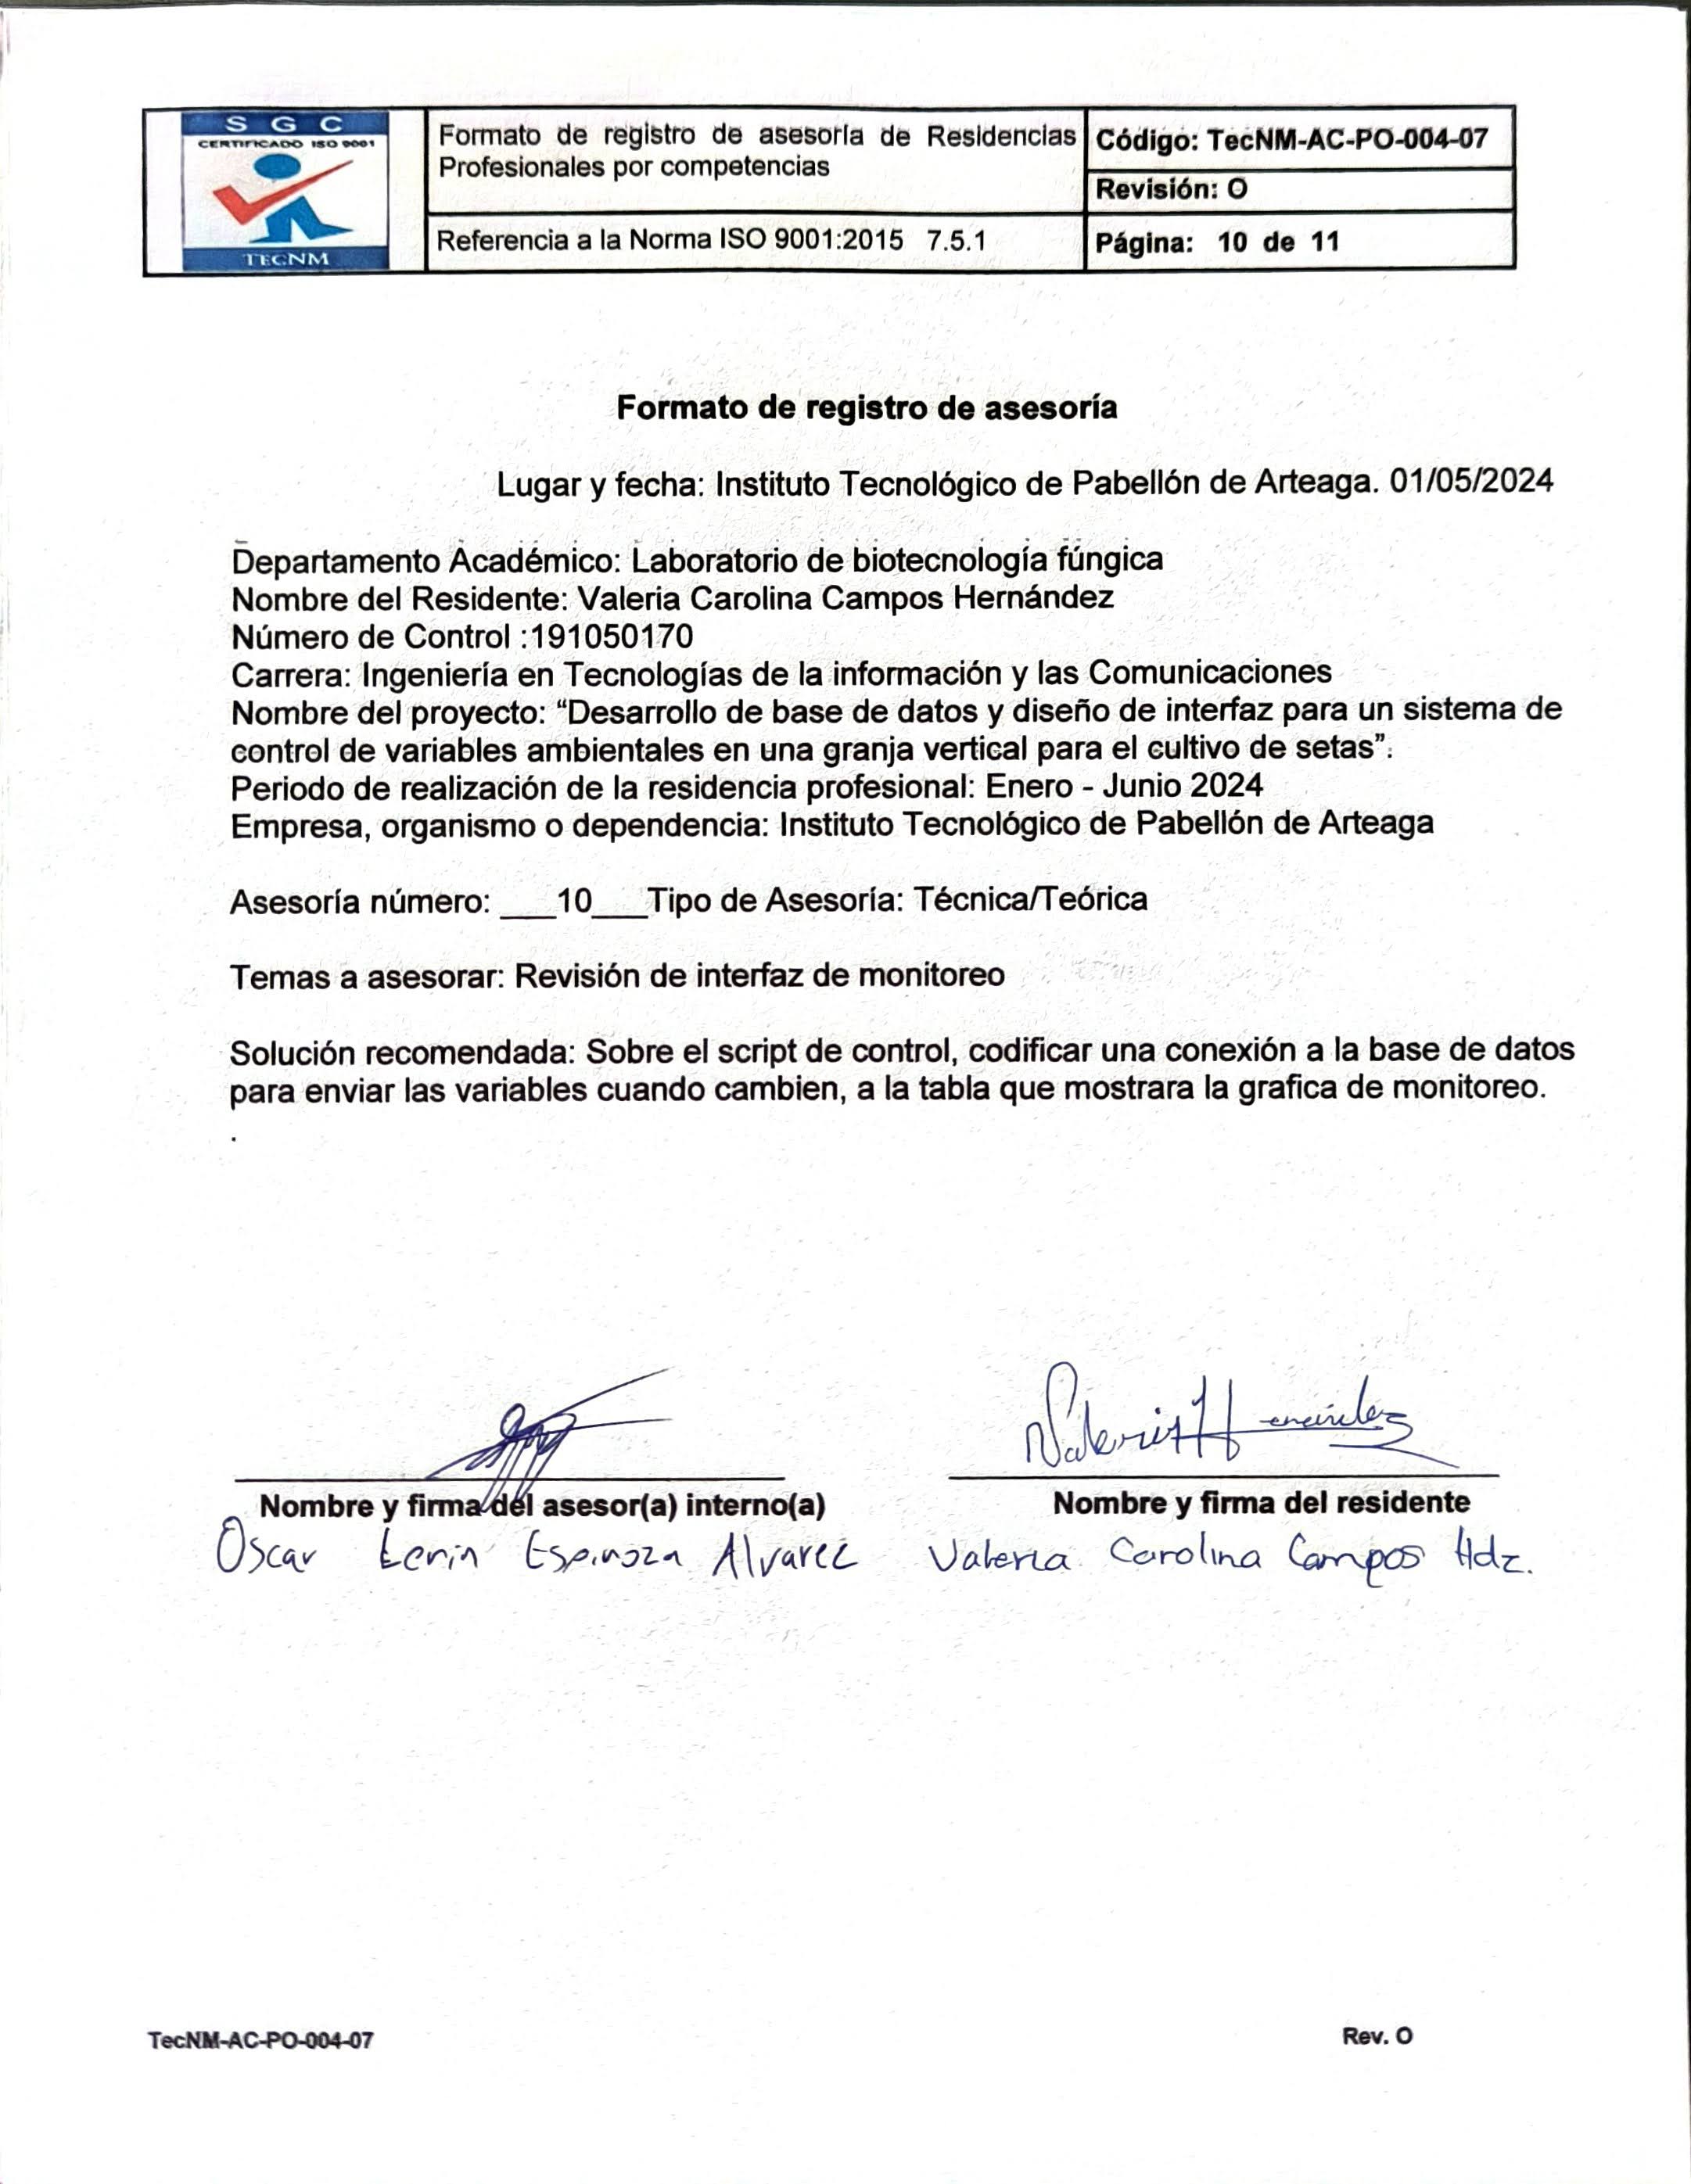 S G C
CERTIFICADO ISO 9001
TECNM
Formato de registro de asesoría de Residencias
Profesionales por competencias
Referencia a la Norma ISO 9001:2015 7.5.1
Código: TecNM-AC-PO-004-07
Revisión: O
Página: 10 de 11
Formato de registro de asesoría
Lugar y fecha: Instituto Tecnológico de Pabellón de Arteaga. 01/05/2024
Departamento Académico: Laboratorio de biotecnología fúngica
Nombre del Residente: Valeria Carolina Campos Hernández
Número de Control :191050170
Carrera: Ingeniería en Tecnologías de la información y las Comunicaciones
Nombre del proyecto: “Desarrollo de base de datos y diseño de interfaz para un sistema de
control de variables ambientales en una granja vertical para el cultivo de setas”.
Periodo de realización de la residencia profesional: Enero - Junio 2024
Empresa, organismo o dependencia: Instituto Tecnológico de Pabellón de Arteaga
Asesoría número: ___10___Tipo de Asesoría: Técnica/Teórica
Temas a asesorar: Revisión de interfaz de monitoreo
Solución recomendada: Sobre el script de control, codificar una conexión a la base de datos
para enviar las variables cuando cambien, a la tabla que mostrara la grafica de monitoreo.
.
Nombre y firma del asesor(a) interno(a)
Oscar Lenin Espinoza Alvarez
Valeria Hernández
Nombre y firma del residente
Valeria Carolina Campos Hdz.
TecNM-AC-PO-004-07
Rev. O